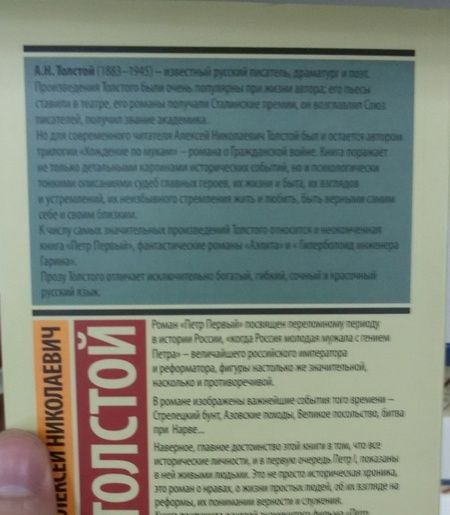 А.Н. Толстой (1883–1945) – известный русский писатель, драматург и поэт.
Произведения Толстого были очень популярны при жизни автора: его пьесы
ставили в театре, его романы получали Сталинские премии, он возглавлял Союз
писателей, получил звание академика.
Но для современного читателя Алексей Николаевич Толстой был и остается автором
трилогии «Хождение по мукам» – романа о Гражданской войне. Книга поражает
не только детальными картинами исторических событий, но и психологически
тонкими описаниями судеб главных героев, их жизни и быта, их взглядов
и устремлений, их неизбывного стремления жить и любить, быть верными самим
себе и своим близким.
К числу самых значительных произведений Толстого относится и неоконченная
книга «Петр Первый», фантастические романы «Аэлита» и « Гиперболоид инженера
Гарина».
Прозу Толстого отличает исключительно богатый, гибкий, сочный и красочный
русский язык.
ЛЕКСЕЙ НИКОЛАЕВИЧ
ТОЛСТОЙ
Роман «Петр Первый» посвящен переломному периоду
в истории России, «когда Россия молодая мужала с гением
Петра» – величайшего российского императора
и реформатора, фигуры настолько же значительной,
насколько и противоречивой.
В романе изображены важнейшие события того времени –
Стрелецкий бунт, Азовские походы, Великое посольство, битва
при Нарве...
Наверное, главное достоинство этой книги в том, что все
исторические личности, и в первую очередь Петр I, показаны
в ней живыми людьми. Это не просто историческая хроника,
это роман о нравах, о жизни простых людей, об их взгляде на
реформы, их понимании верности и служения.